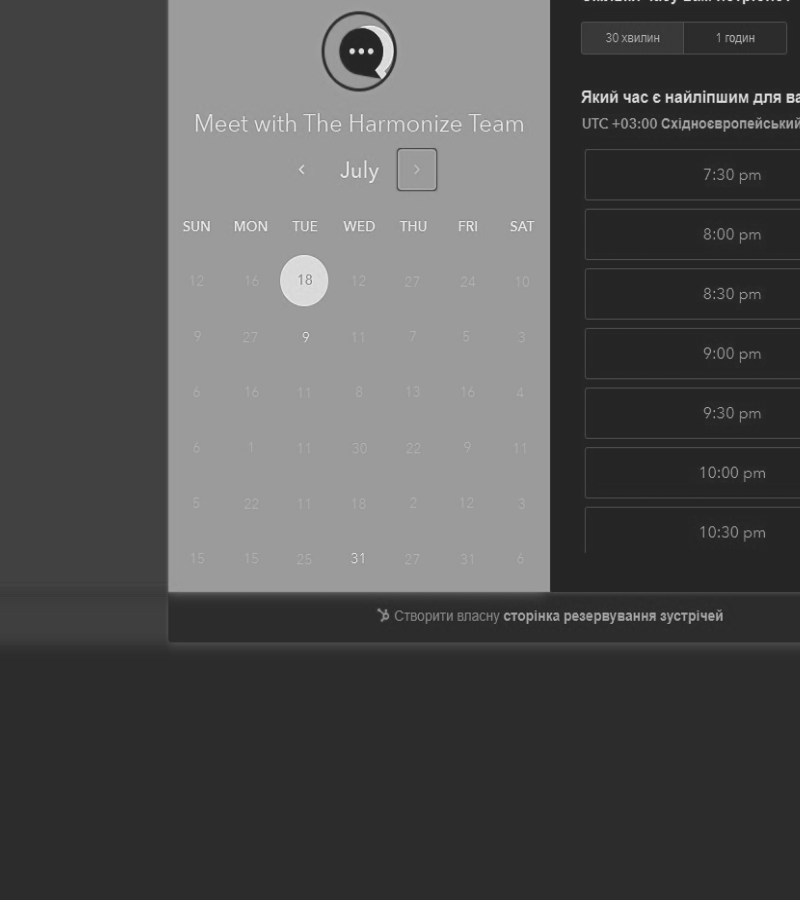 Meet with The Harmonize Team
July
SUN MON TUE WED THU FRI SAT
12 16 18 12 27 24 10
9 27 9 11 7 5 3
6 16 11 8 13 16 4
6 1 11 30 22 9 11
5 22 11 18 2 12 3
15 15 25 31 27 31 6
30 хвилин 1 годин
Який час є найліпшим для ва
UTC +03:00 Східноєвропейський
7:30 pm
8:00 pm
8:30 pm
9:00 pm
9:30 pm
10:00 pm
10:30 pm
Створити власну сторінка резервування зустрічей